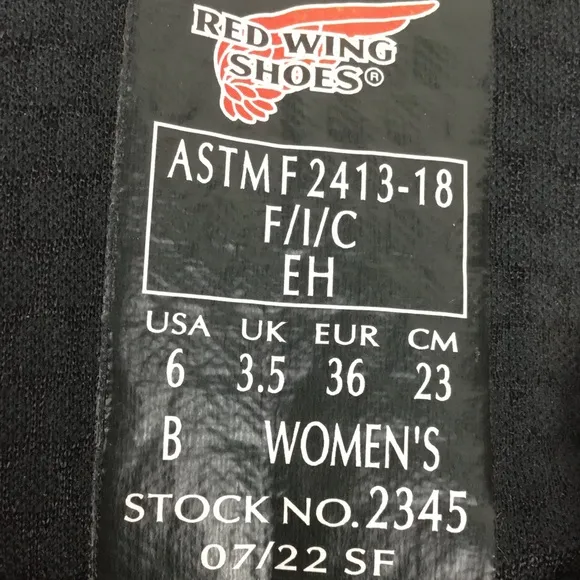 RED WING
SHOES®
ASTM F 2413-18
F/I/C
EH
USA UK EUR CM
6 3.5 36 23
B WOMEN'S
STOCK NO. 2345
07/22 SF